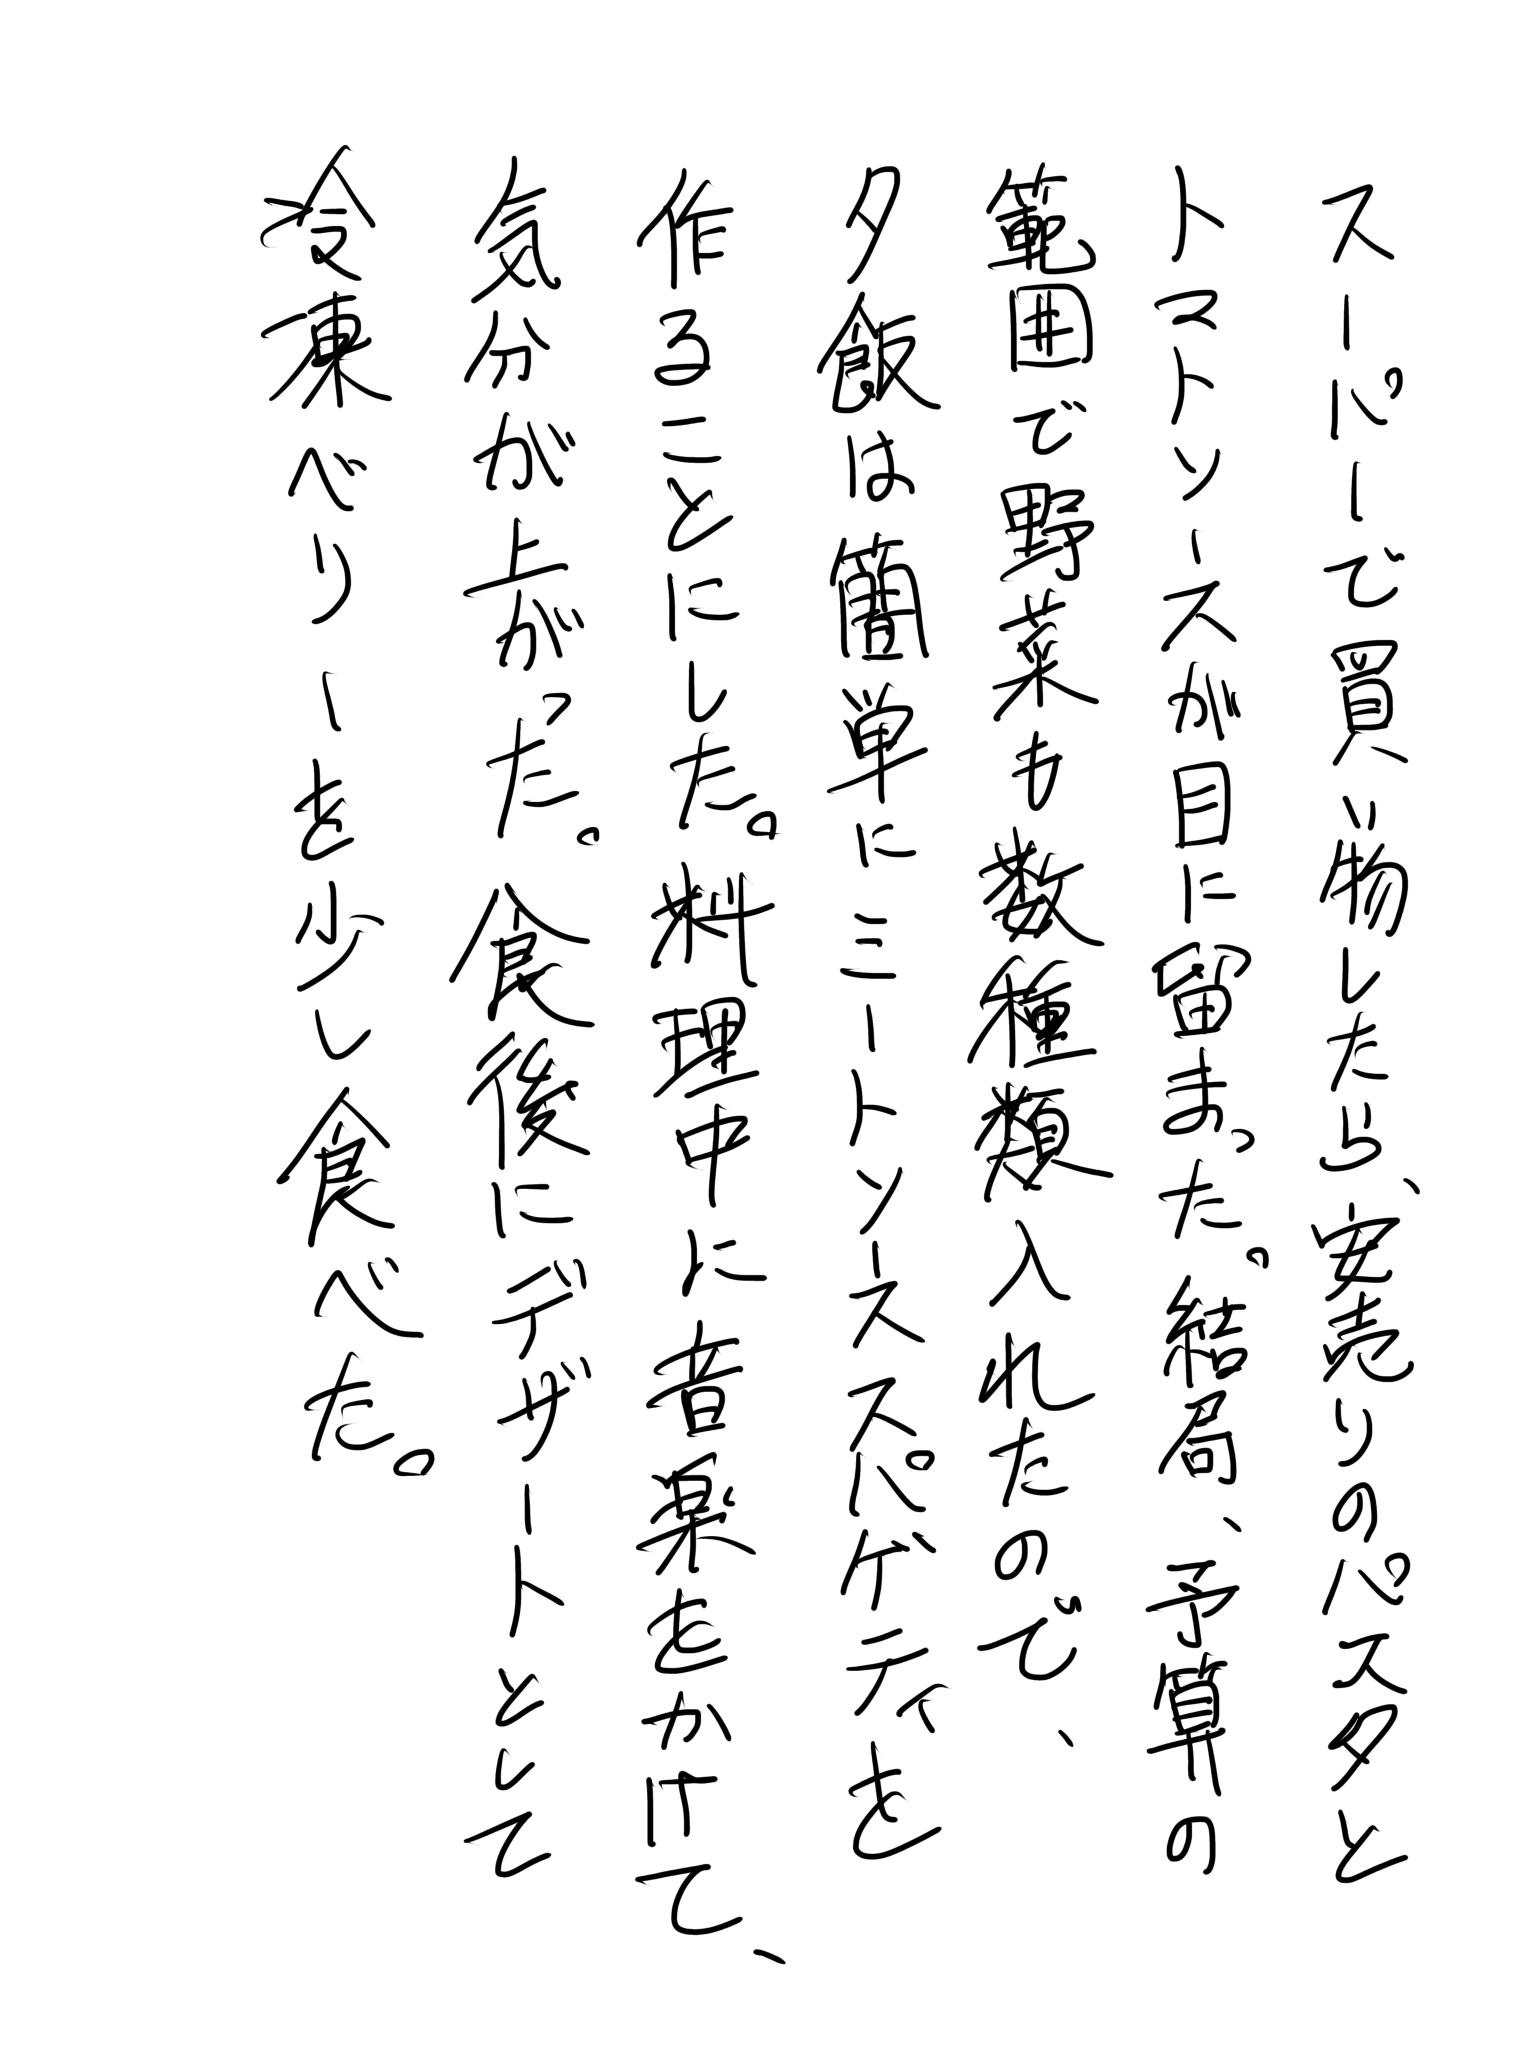 スーパーで買い物したら、安売りのパスタと
トマトソースが目に留まった。結局、予算の
範囲で野菜も数種類入れたので、
夕飯は簡単にミートソーススパゲティを
作ることにした。料理中に音楽をかけて、
気分が上がった。食後にデザートとして
冷凍ベリーを少し食べた。